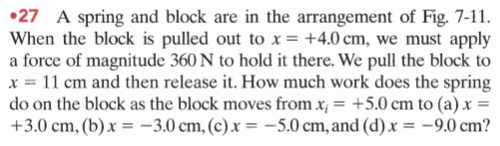 •27 A spring and block are in the arrangement of Fig. 7-11.
When the block is pulled out to x = +4.0 cm, we must apply
a force of magnitude 360 N to hold it there. We pull the block to
x = 11 cm and then release it. How much work does the spring
do on the block as the block moves from xᵢ = +5.0 cm to (a) x =
+3.0 cm, (b) x = −3.0 cm, (c) x = −5.0 cm, and (d) x = −9.0 cm?